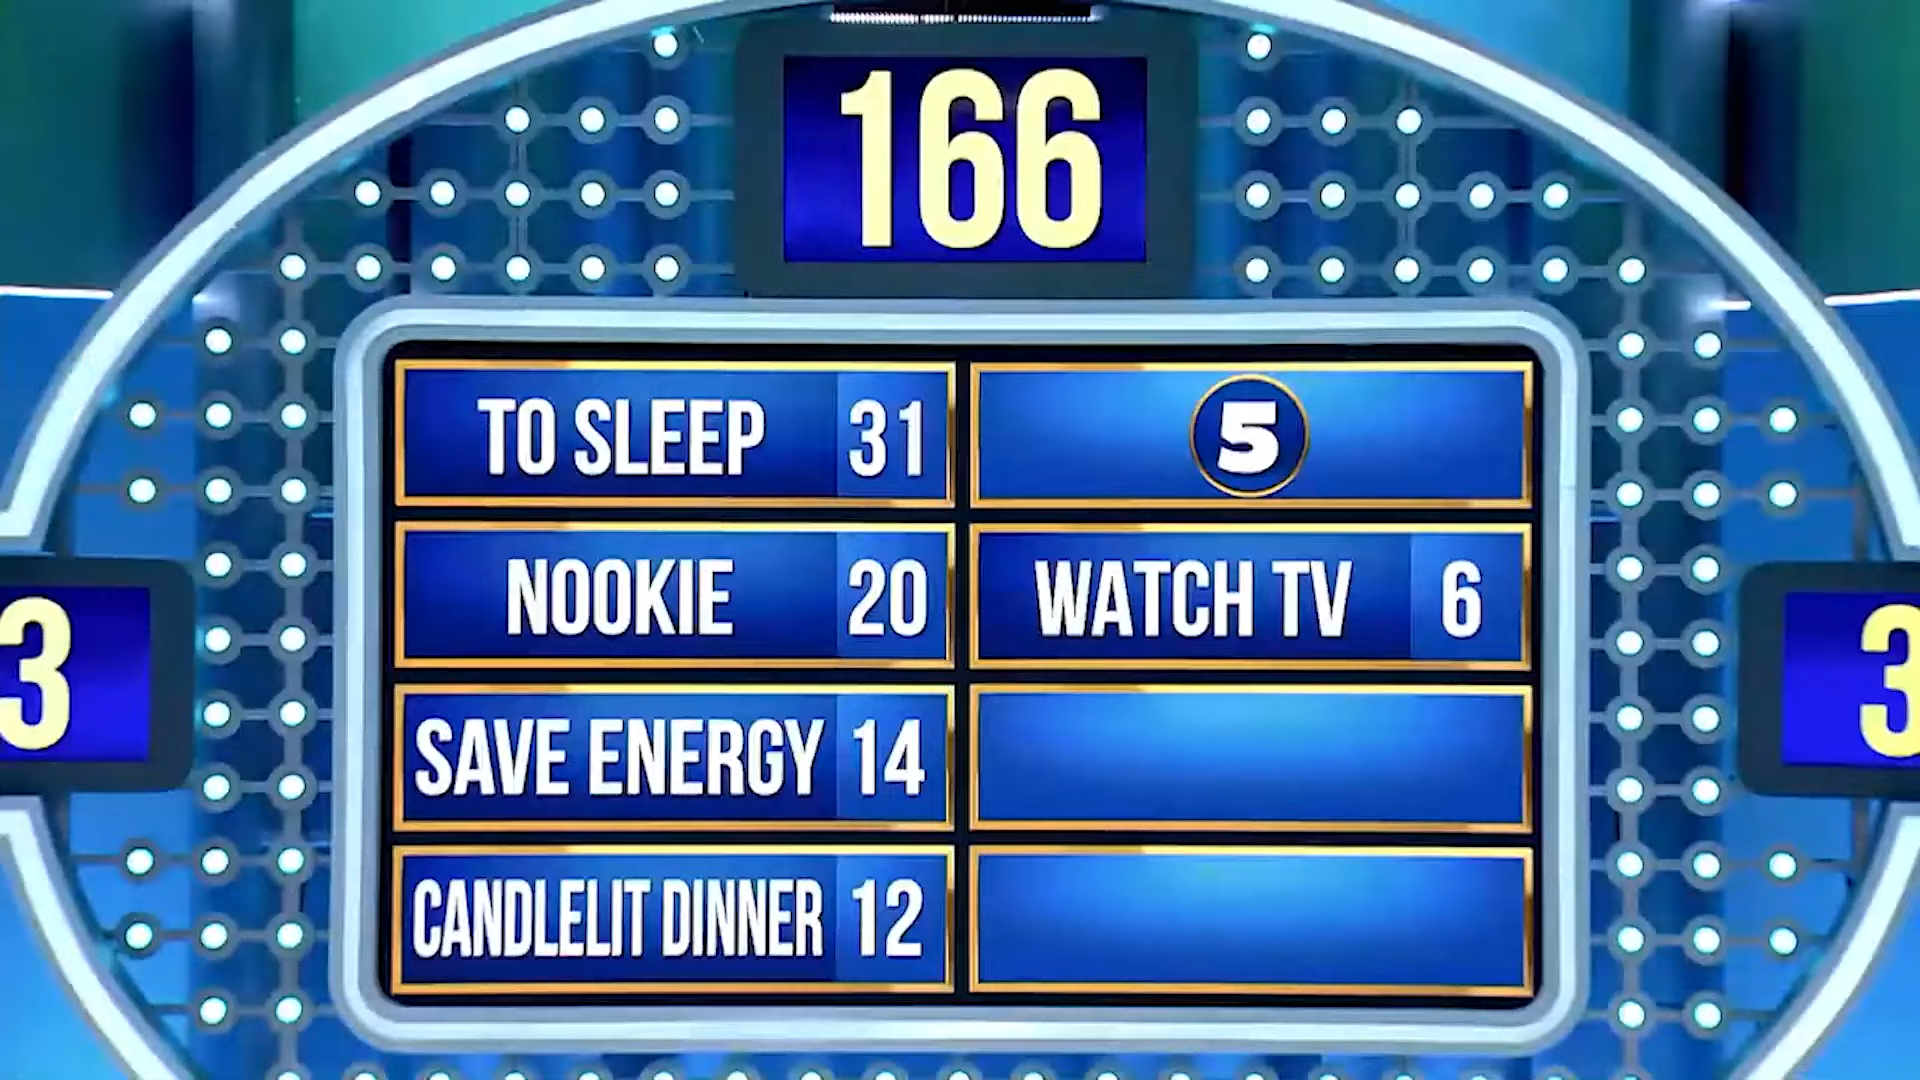 166
TO SLEEP 31
5
NOOKIE 20
WATCH TV 6
3
3
SAVE ENERGY 14
CANDLELIT DINNER 12